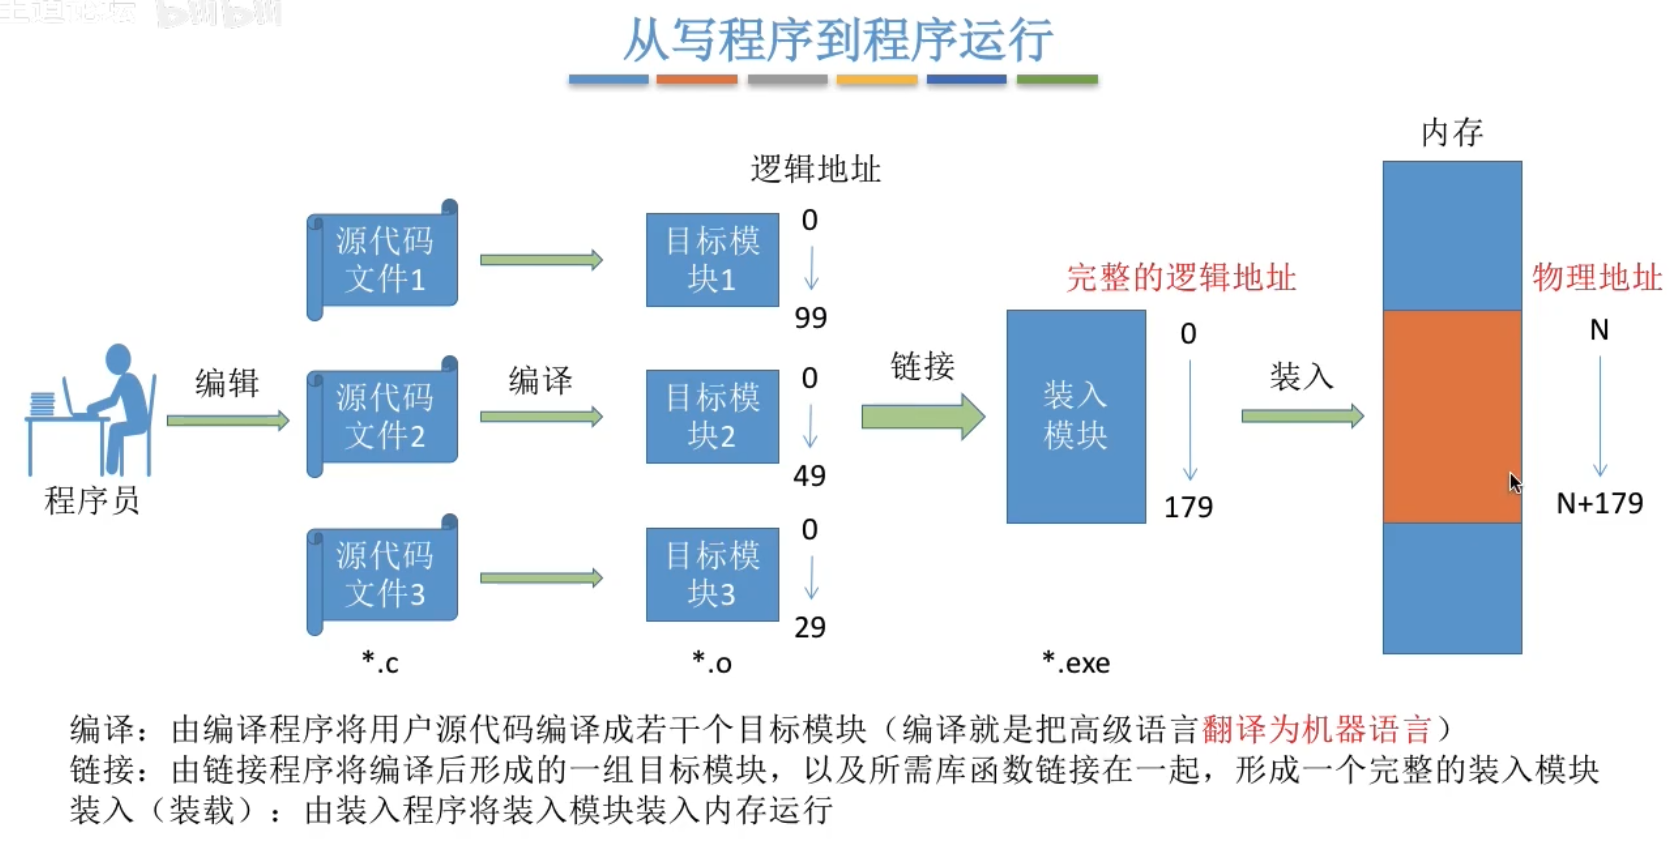 王道论坛 bilibili
从写程序到程序运行
内存
逻辑地址
源代码
文件1
目标模
块1
0
99
完整的逻辑地址
物理地址
编辑
源代码
文件2
编译
目标模
块2
0
49
链接
装入
模块
0
179
装入
N
N+179
程序员
源代码
文件3
目标模
块3
0
29
*.c
*.o
*.exe
编译：由编译程序将用户源代码编译成若干个目标模块（编译就是把高级语言翻译为机器语言）
链接：由链接程序将编译后形成的一组目标模块，以及所需库函数链接在一起，形成一个完整的装入模块
装入（装载）：由装入程序将装入模块装入内存运行